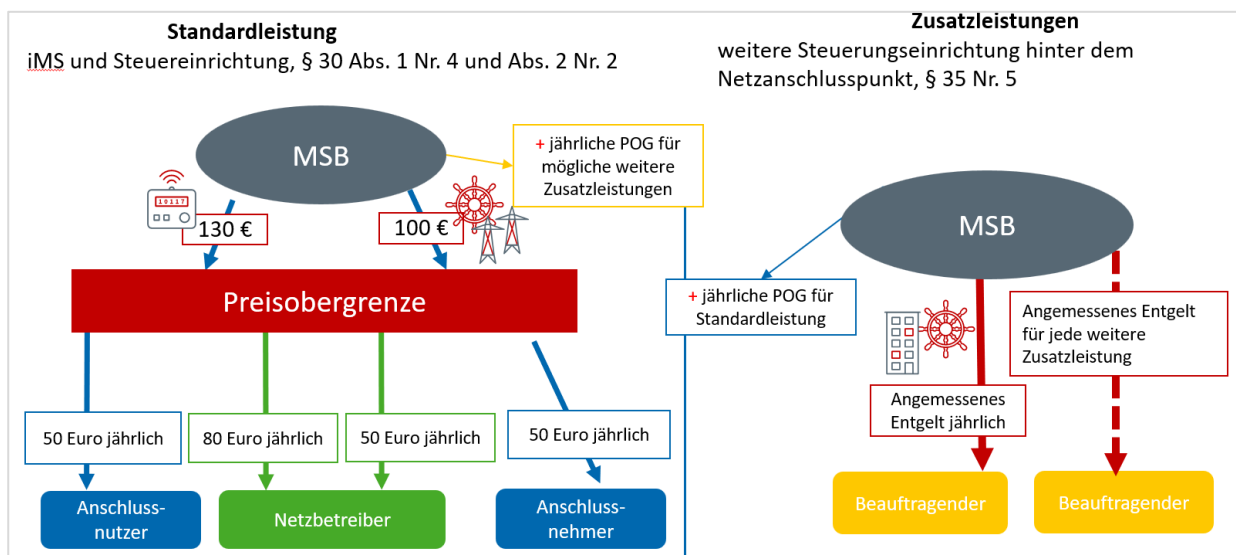 Standardleistung
iMS und Steuereinrichtung, § 30 Abs. 1 Nr. 4 und Abs. 2 Nr. 2
MSB
+ jährliche POG für
mögliche weitere
Zusatzleistungen
10117
130 €
100 €
Preisobergrenze
50 Euro jährlich
80 Euro jährlich
50 Euro jährlich
50 Euro jährlich
Anschluss-
nutzer
Netzbetreiber
Anschluss-
nehmer
Zusatzleistungen
weitere Steuerungseinrichtung hinter dem
Netzanschlusspunkt, § 35 Nr. 5
MSB
+ jährliche POG für
Standardleistung
Angemessenes Entgelt
für jede weitere
Zusatzleistung
Angemessenes
Entgelt jährlich
Beauftragender
Beauftragender